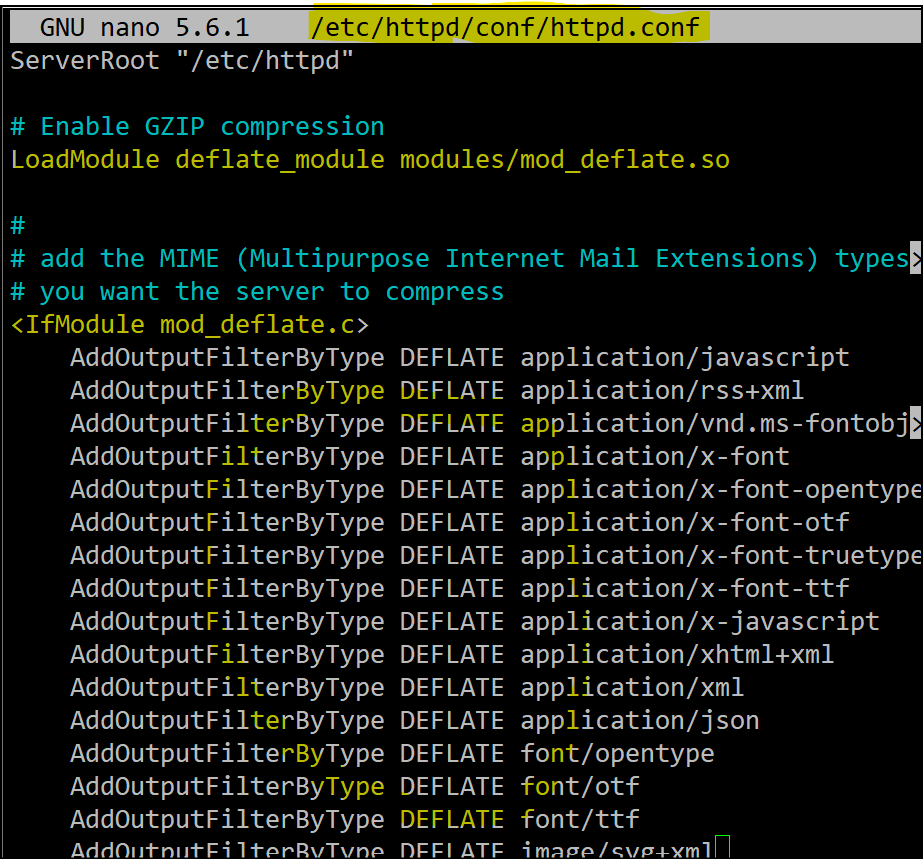 GNU nano 5.6.1 /etc/httpd/conf/httpd.conf
ServerRoot "/etc/httpd"
# Enable GZIP compression
LoadModule deflate_module modules/mod_deflate.so
#
# add the MIME (Multipurpose Internet Mail Extensions) types>
# you want the server to compress
<IfModule mod_deflate.c>
AddOutputFilterByType DEFLATE application/javascript
AddOutputFilterByType DEFLATE application/rss+xml
AddOutputFilterByType DEFLATE application/vnd.ms-fontobj>
AddOutputFilterByType DEFLATE application/x-font
AddOutputFilterByType DEFLATE application/x-font-opentype
AddOutputFilterByType DEFLATE application/x-font-otf
AddOutputFilterByType DEFLATE application/x-font-truetype
AddOutputFilterByType DEFLATE application/x-font-ttf
AddOutputFilterByType DEFLATE application/x-javascript
AddOutputFilterByType DEFLATE application/xhtml+xml
AddOutputFilterByType DEFLATE application/xml
AddOutputFilterByType DEFLATE application/json
AddOutputFilterByType DEFLATE font/opentype
AddOutputFilterByType DEFLATE font/otf
AddOutputFilterByType DEFLATE font/ttf
AddOutputFilterByType DEFLATE image/svg+xml